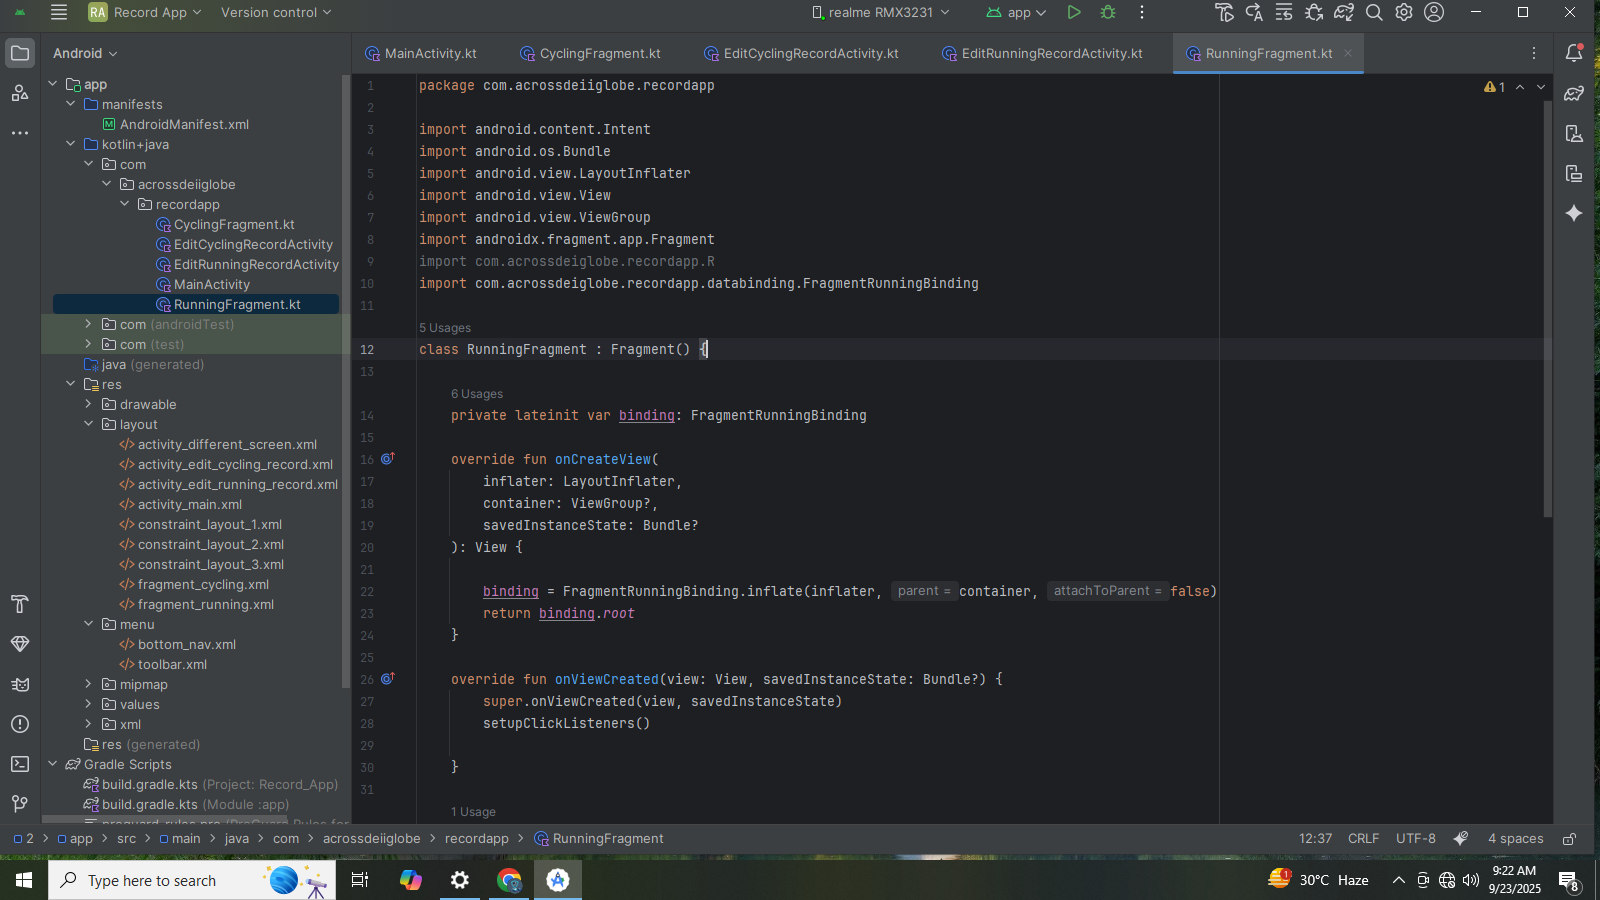 RA Record App Version control realme RMX3231 app
Android
MainActivity.kt CyclingFragment.kt EditCyclingRecordActivity.kt EditRunningRecordActivity.kt RunningFragment.kt
app
manifests
AndroidManifest.xml
kotlin+java
com
acrossdeiiglobe
recordapp
CyclingFragment.kt
EditCyclingRecordActivity
EditRunningRecordActivity
MainActivity
RunningFragment.kt
com (androidTest)
com (test)
java (generated)
res
drawable
layout
activity_different_screen.xml
activity_edit_cycling_record.xml
activity_edit_running_record.xml
activity_main.xml
constraint_layout_1.xml
constraint_layout_2.xml
constraint_layout_3.xml
fragment_cycling.xml
fragment_running.xml
menu
bottom_nav.xml
toolbar.xml
mipmap
values
xml
res (generated)
Gradle Scripts
build.gradle.kts (Project: Record_App)
build.gradle.kts (Module :app)
1 package com.acrossdeiiglobe.recordapp
1
2
3 import android.content.Intent
4 import android.os.Bundle
5 import android.view.LayoutInflater
6 import android.view.View
7 import android.view.ViewGroup
8 import androidx.fragment.app.Fragment
9 import com.acrossdeiglobe.recordapp.R
10 import com.acrossdeiglobe.recordapp.databinding.FragmentRunningBinding
11
5 Usages
12 class RunningFragment : Fragment() {
13
6 Usages
14 private lateinit var binding: FragmentRunningBinding
15
16 override fun onCreateView(
17 inflater: LayoutInflater,
18 container: ViewGroup?,
19 savedInstanceState: Bundle?
20 ): View {
21
22 binding = FragmentRunningBinding.inflate(inflater, parent = container, attachToParent = false)
23 return binding.root
24 }
25
26 override fun onViewCreated(view: View, savedInstanceState: Bundle?) {
27 super.onViewCreated(view, savedInstanceState)
28 setupClickListeners()
29
30 }
31
1 Usage
2 app src main java com acrossdeiiglobe recordapp RunningFragment 12:37 CRLF UTF-8 4 spaces
Type here to search 1 30°C Haze 9:22 AM
9/23/2025 8